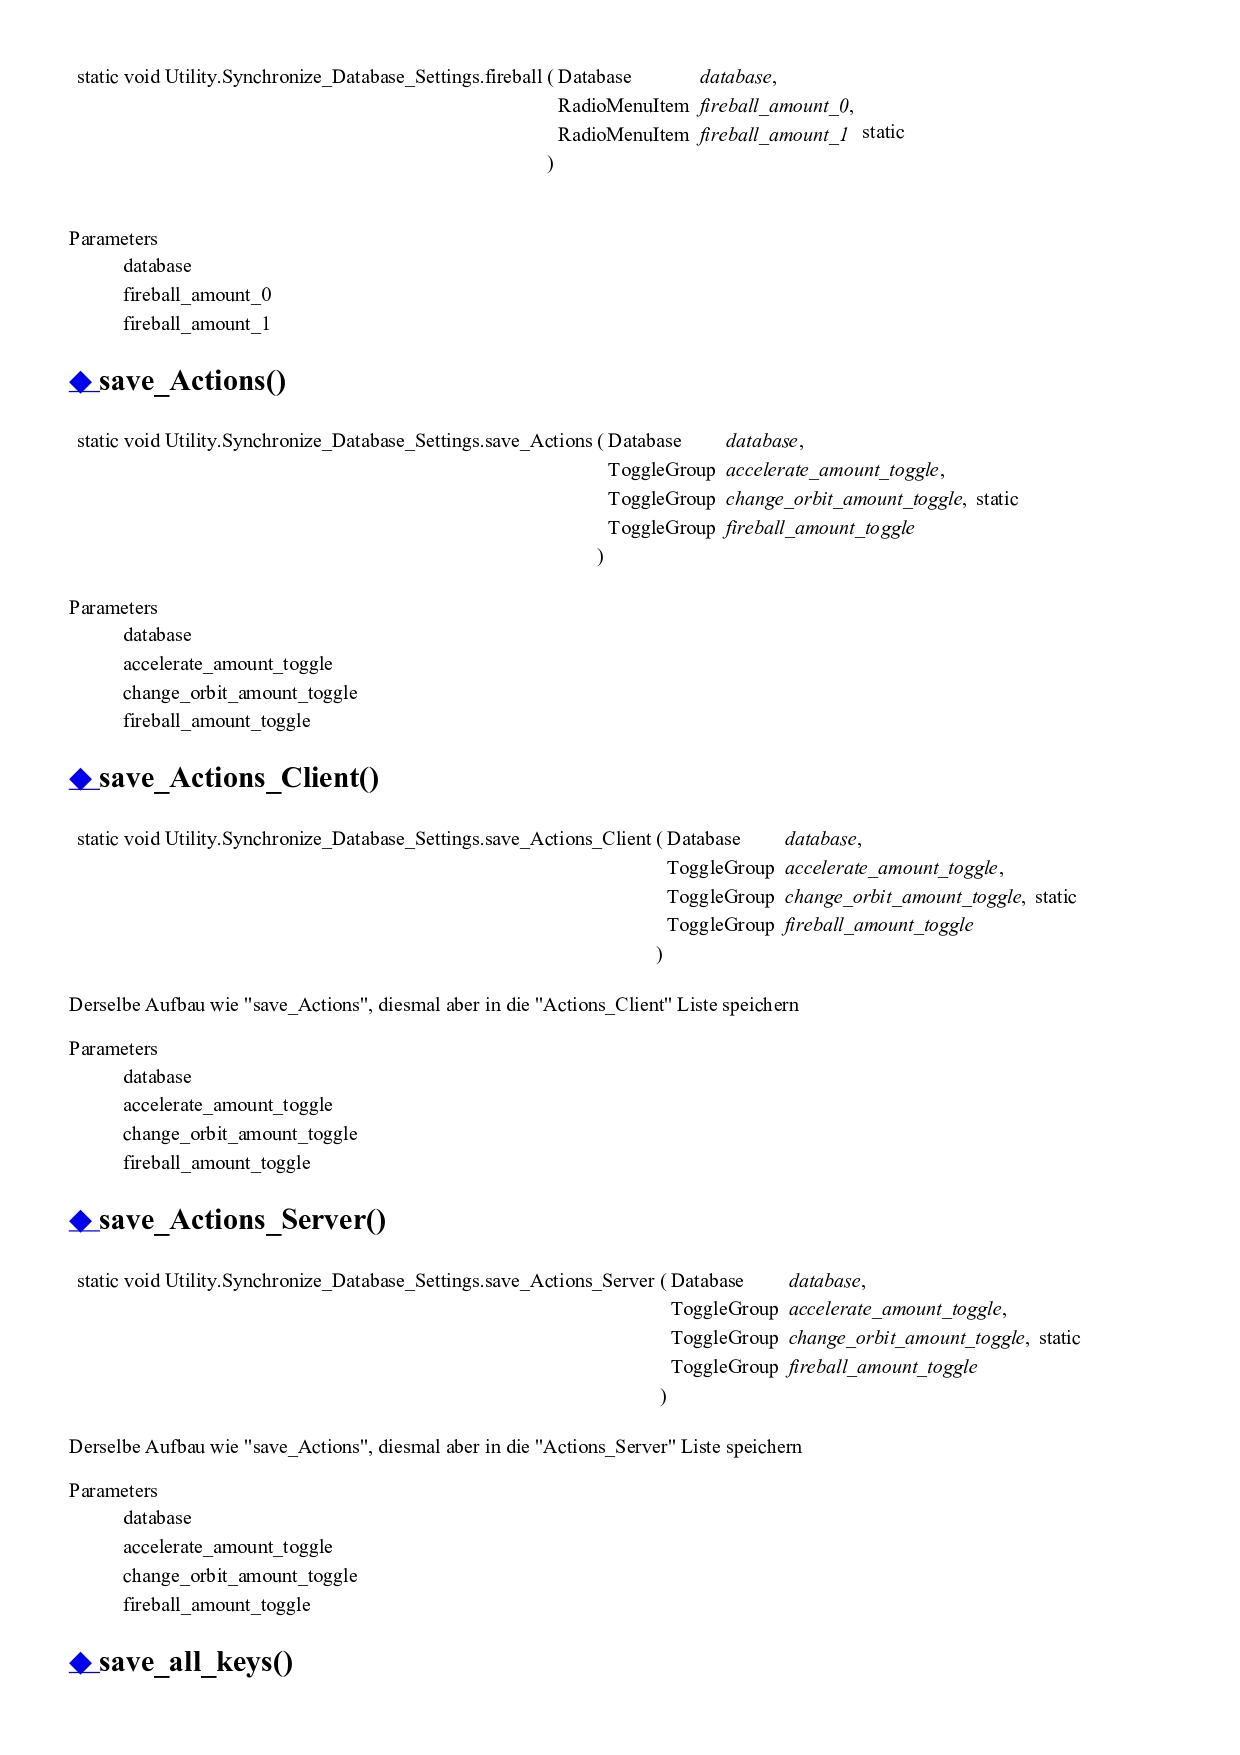 static void Utility.Synchronize_Database_Settings.fireball ( Database database,
RadioMenuItem fireball_amount_0,
RadioMenuItem fireball_amount_1 static
)
Parameters
database
fireball_amount_0
fireball_amount_1
◆ save_Actions()
static void Utility.Synchronize_Database_Settings.save_Actions ( Database database,
ToggleGroup accelerate_amount_toggle,
ToggleGroup change_orbit_amount_toggle, static
ToggleGroup fireball_amount_toggle
)
Parameters
database
accelerate_amount_toggle
change_orbit_amount_toggle
fireball_amount_toggle
◆ save_Actions_Client()
static void Utility.Synchronize_Database_Settings.save_Actions_Client ( Database database,
ToggleGroup accelerate_amount_toggle,
ToggleGroup change_orbit_amount_toggle, static
ToggleGroup fireball_amount_toggle
)
Derselbe Aufbau wie "save_Actions", diesmal aber in die "Actions_Client" Liste speichern
Parameters
database
accelerate_amount_toggle
change_orbit_amount_toggle
fireball_amount_toggle
◆ save_Actions_Server()
static void Utility.Synchronize_Database_Settings.save_Actions_Server ( Database database,
ToggleGroup accelerate_amount_toggle,
ToggleGroup change_orbit_amount_toggle, static
ToggleGroup fireball_amount_toggle
)
Derselbe Aufbau wie "save_Actions", diesmal aber in die "Actions_Server" Liste speichern
Parameters
database
accelerate_amount_toggle
change_orbit_amount_toggle
fireball_amount_toggle
◆ save_all_keys()